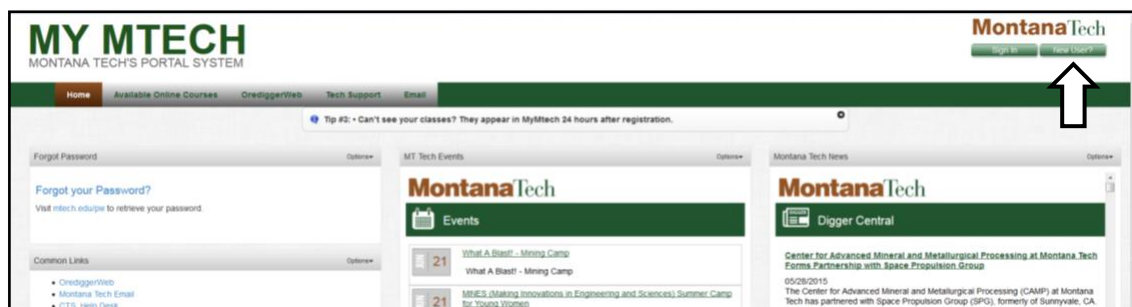 MY MTECH
MONTANA TECH'S PORTAL SYSTEM
MontanaTech
Sign In New User?
Home Available Online Courses OrediggerWeb Tech Support Email
Tip #3: • Can't see your classes? They appear in MyMtech 24 hours after registration.
Forgot Password Options
Forgot your Password?
Visit mtech.edu/pw to retrieve your password.
Common Links Options
• OrediggerWeb
• Montana Tech Email
• CTS Help Desk
MT Tech Events Options
MontanaTech
Events
21 What A Blast! - Mining Camp
What A Blast! - Mining Camp
21 MINES (Making Innovations in Engineering and Sciences) Summer Camp
for Young Women
Montana Tech News Options
MontanaTech
Digger Central
Center for Advanced Mineral and Metallurgical Processing at Montana Tech
Forms Partnership with Space Propulsion Group
05/28/2015
The Center for Advanced Mineral and Metallurgical Processing (CAMP) at Montana
Tech has partnered with Space Propulsion Group (SPG), formerly of Sunnyvale, CA